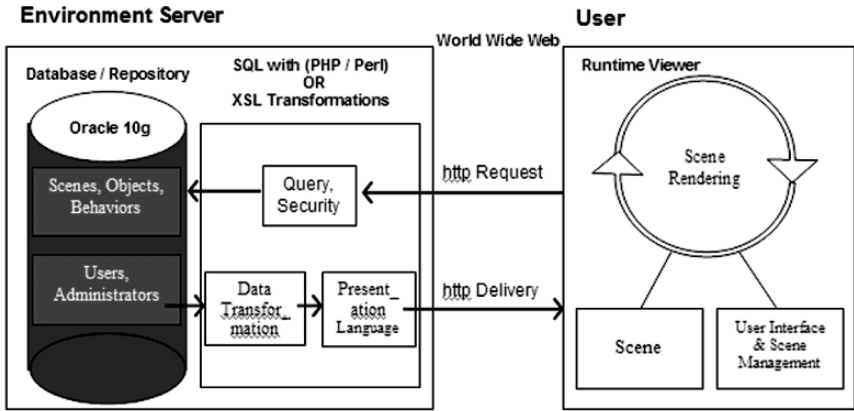 Environment Server
User
World Wide Web
Database / Repository
SQL with (PHP / Perl)
OR
XSL Transformations
Runtime Viewer
Oracle 10g
Scenes, Objects,
Behaviors
Query,
Security
http Request
Scene
Rendering
Users,
Administrators
Data
Transfor_
mation
Present_
ation
Language
http Delivery
Scene
User Interface
& Scene
Management